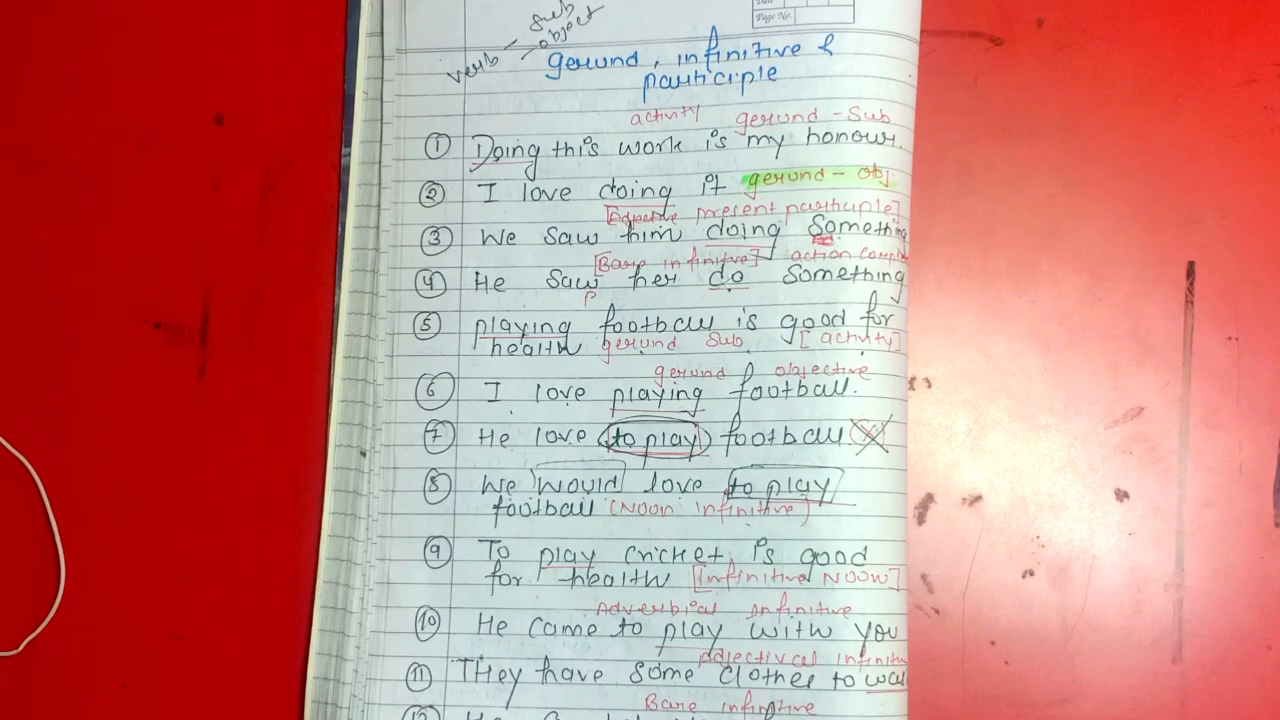 Page No.
sub
verb object
gerund, infinitive &
participle
activity gerund - Sub
① Doing this work is my honour.
② I love doing it gerund - obj
[Adjective present participle]
③ We saw him doing Something
[Bare infinitve] action
④ He saw her do something
P
⑤ playing football is good for
health gerund sub [activity]
gerund objective
⑥ I love playing football.
⑦ He love (to play) football
⑧ We would love to play
football (Noun infinitive)
⑨ To play cricket is good
for health [infinitive Noun]
Adverbial infinitive
⑩ He came to play with you
Adjectival
⑪ THey have some clothes to
Bare infinitive